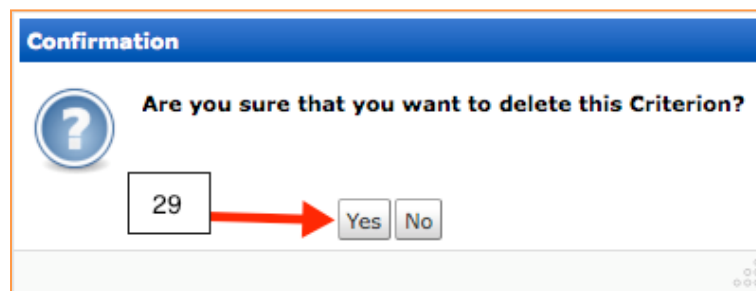 Confirmation
Are you sure that you want to delete this Criterion?
29
Yes No